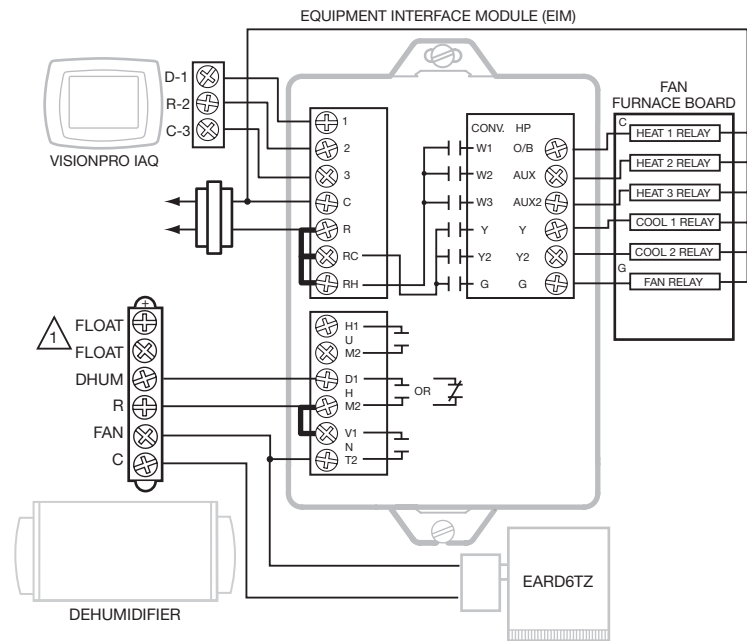 EQUIPMENT INTERFACE MODULE (EIM)
D-1
R-2
C-3
VISIONPRO IAQ
1
2
3
C
R
RC
RH
CONV. HP
W1 O/B
W2 AUX
W3 AUX2
Y Y
Y2 Y2
G G
FAN
FURNACE BOARD
C
HEAT 1 RELAY
HEAT 2 RELAY
HEAT 3 RELAY
COOL 1 RELAY
COOL 2 RELAY
G
FAN RELAY
1
FLOAT
FLOAT
DHUM
R
FAN
C
H1
U
M2
D1
H
M2
OR
V1
N
T2
DEHUMIDIFIER
EARD6TZ